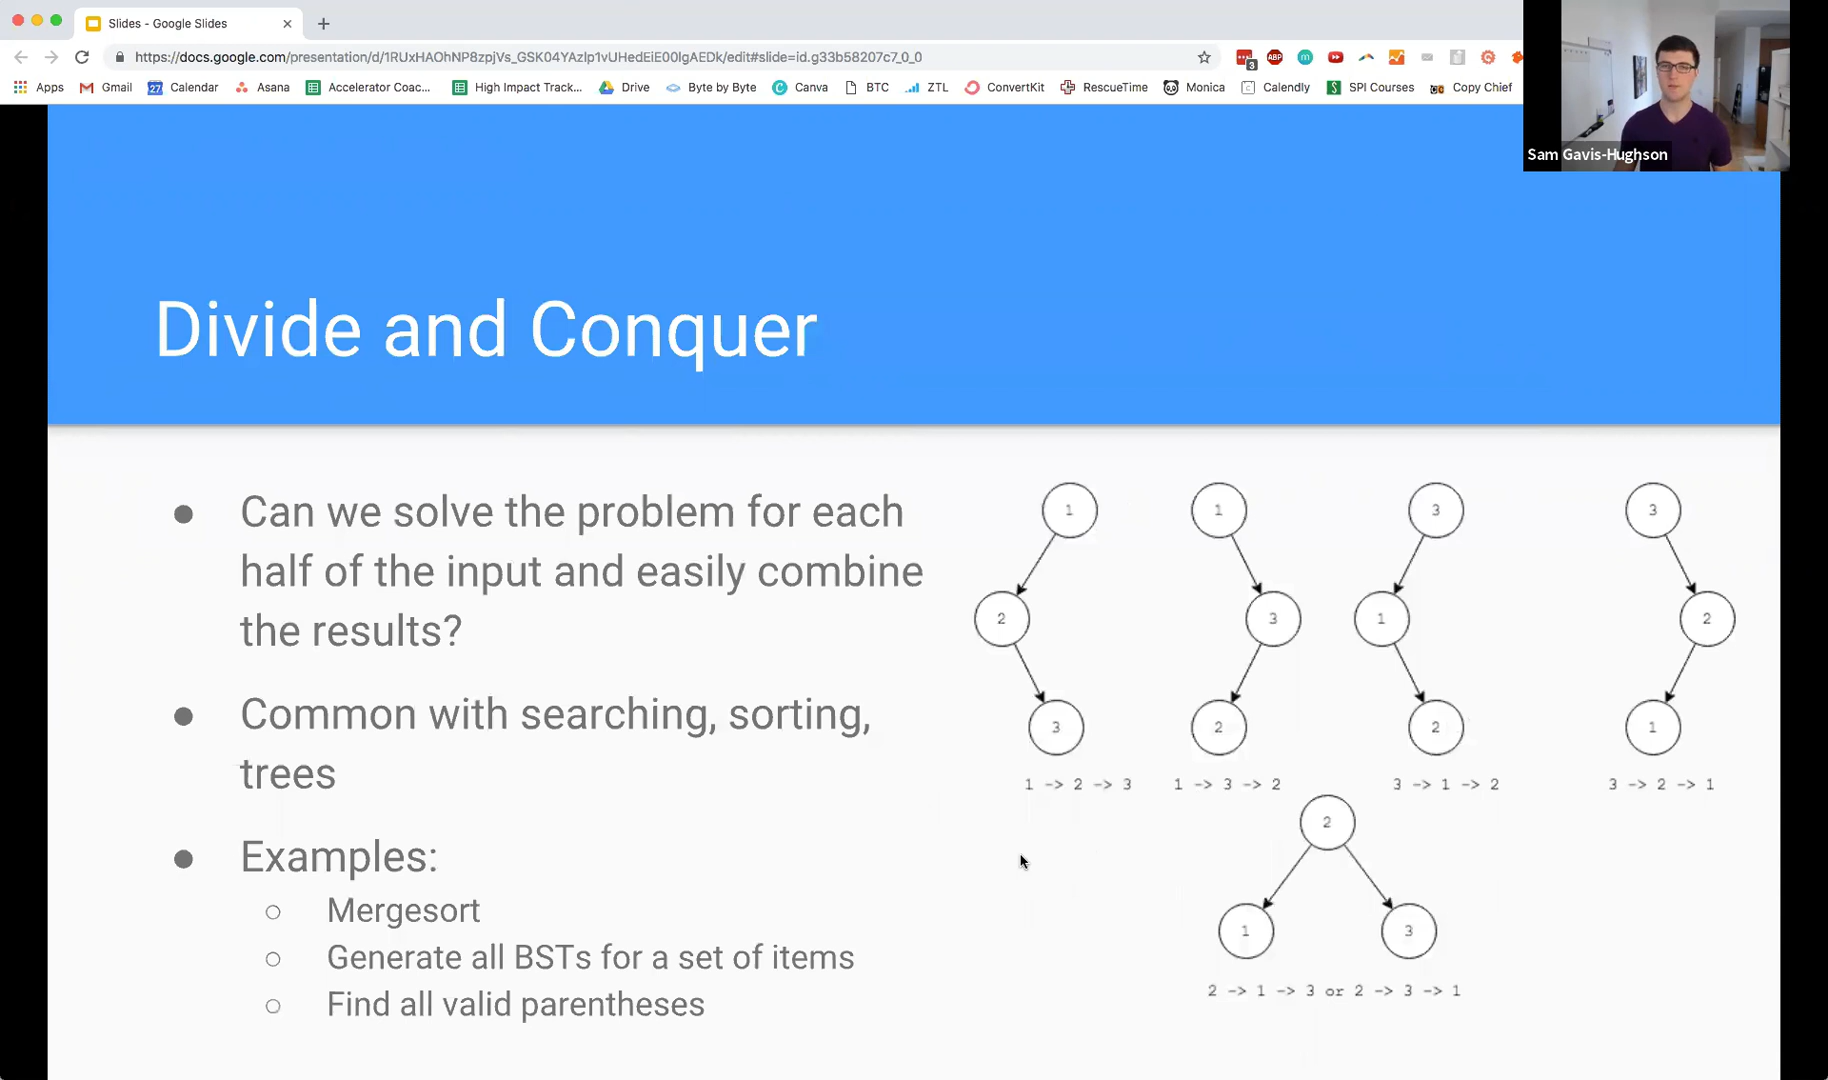 Slides - Google Slides
https://docs.google.com/presentation/d/1RUxHAOhNP8zpjVs_GSK04YAzlp1vUHedEiE00lgAEDk/edit#slide=id.g33b58207c7_0_0
3
ABP
m
Apps
Gmail
27
Calendar
Asana
Accelerator Coac...
High Impact Track...
Drive
Byte by Byte
Canva
BTC
ZTL
ConvertKit
RescueTime
Monica
Calendly
SPI Courses
Copy Chief
Sam Gavis-Hughson
Divide and Conquer
Can we solve the problem for each
half of the input and easily combine
the results?
Common with searching, sorting,
trees
Examples:
Mergesort
Generate all BSTs for a set of items
Find all valid parentheses
1 1 3 3
2 3 1 2
3 2 2 1
1 -> 2 -> 3 1 -> 3 -> 2 3 -> 1 -> 2 3 -> 2 -> 1
2
1 3
2 -> 1 -> 3 or 2 -> 3 -> 1